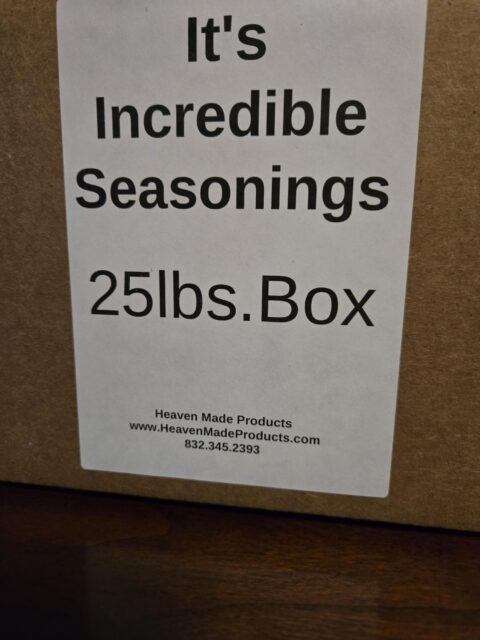 It's
Incredible
Seasonings
25lbs.Box
Heaven Made Products
www.HeavenMadeProducts.com
832.345.2393